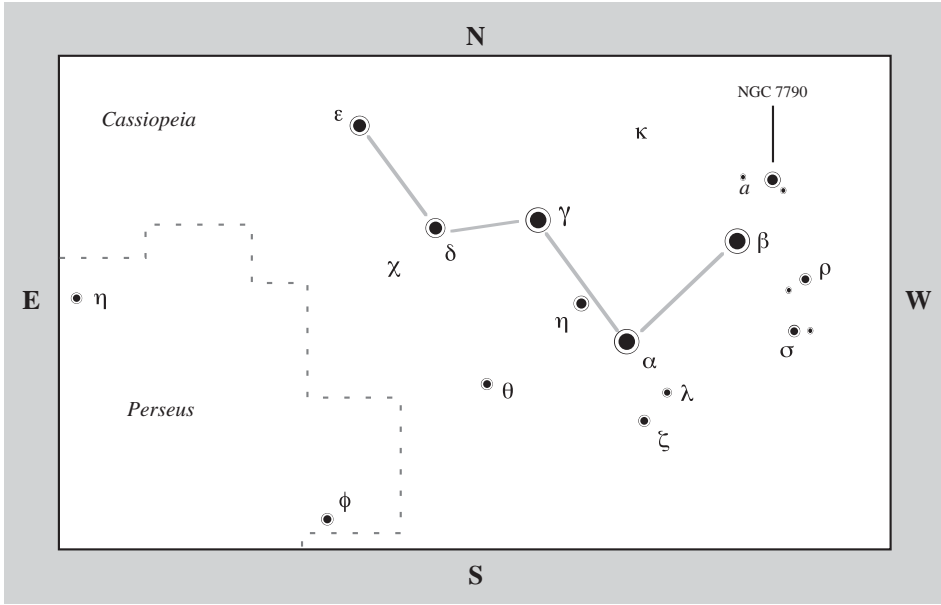 N
NGC 7790
Cassiopeia
ε
κ
a
γ
β
δ
χ
ρ
E
η
W
η
σ
α
θ
λ
Perseus
ζ
ϕ
S